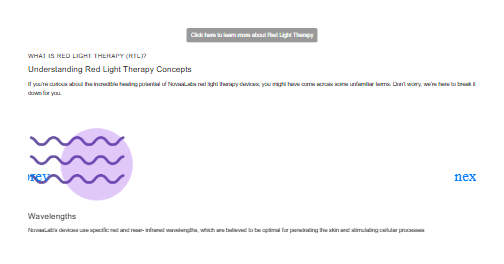 Click here to learn more about Red Light Therapy
WHAT IS RED LIGHT THERAPY (RTL)?
Understanding Red Light Therapy Concepts
If you're curious about the incredible healing potential of NovaaLabs red light therapy devices, you might have come across some unfamiliar terms. Don't worry, we're here to break it
down for you.
rev
nex
Wavelengths
NovaaLab's devices use specific red and near- infrared wavelengths, which are believed to be optimal for penetrating the skin and stimulating cellular processes